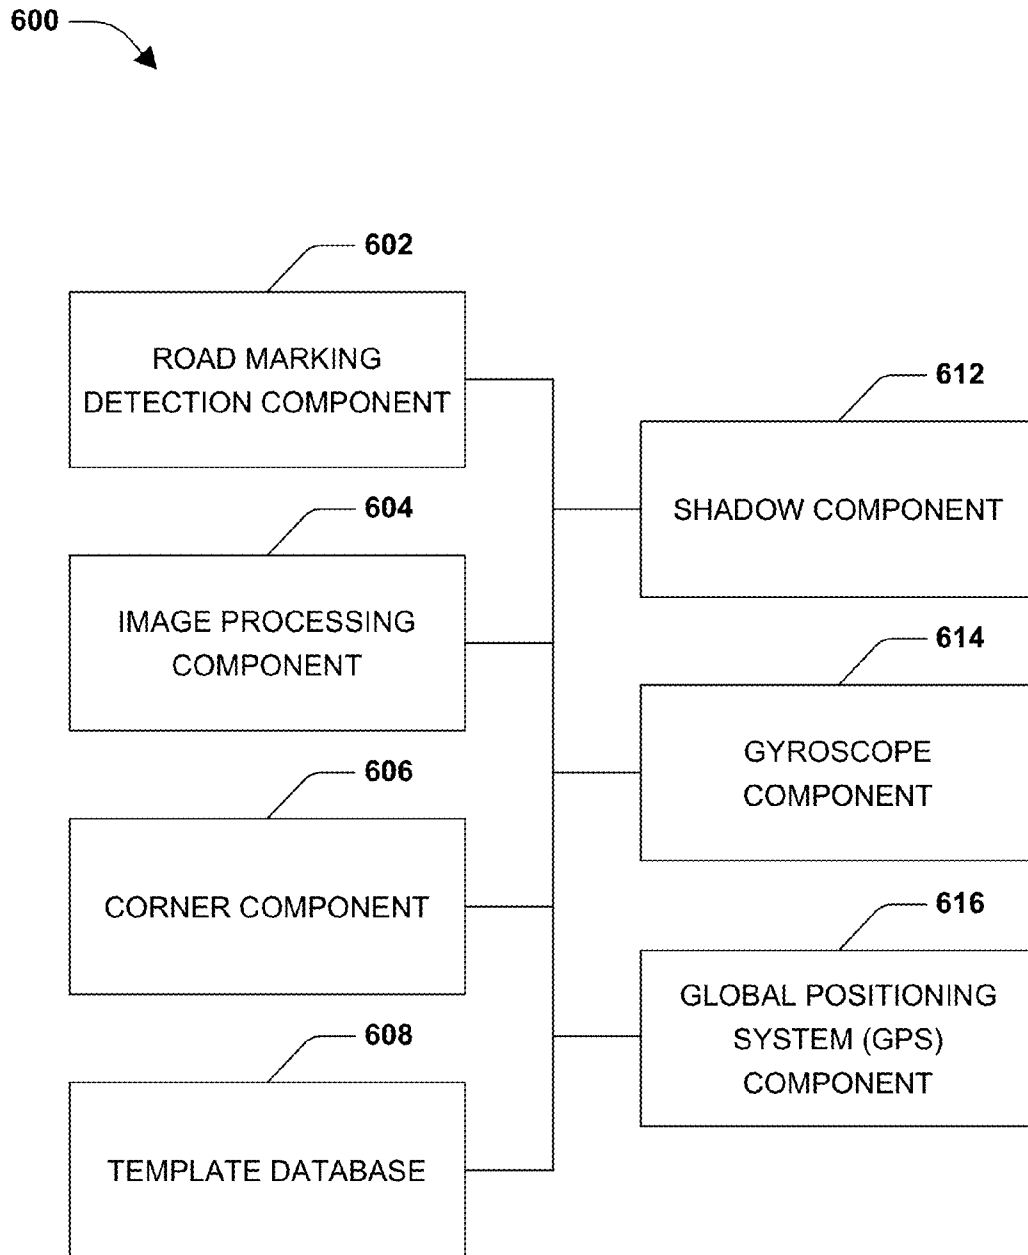 600
602
ROAD MARKING
DETECTION COMPONENT
604
IMAGE PROCESSING
COMPONENT
606
CORNER COMPONENT
608
TEMPLATE DATABASE
612
SHADOW COMPONENT
614
GYROSCOPE
COMPONENT
616
GLOBAL POSITIONING
SYSTEM (GPS)
COMPONENT